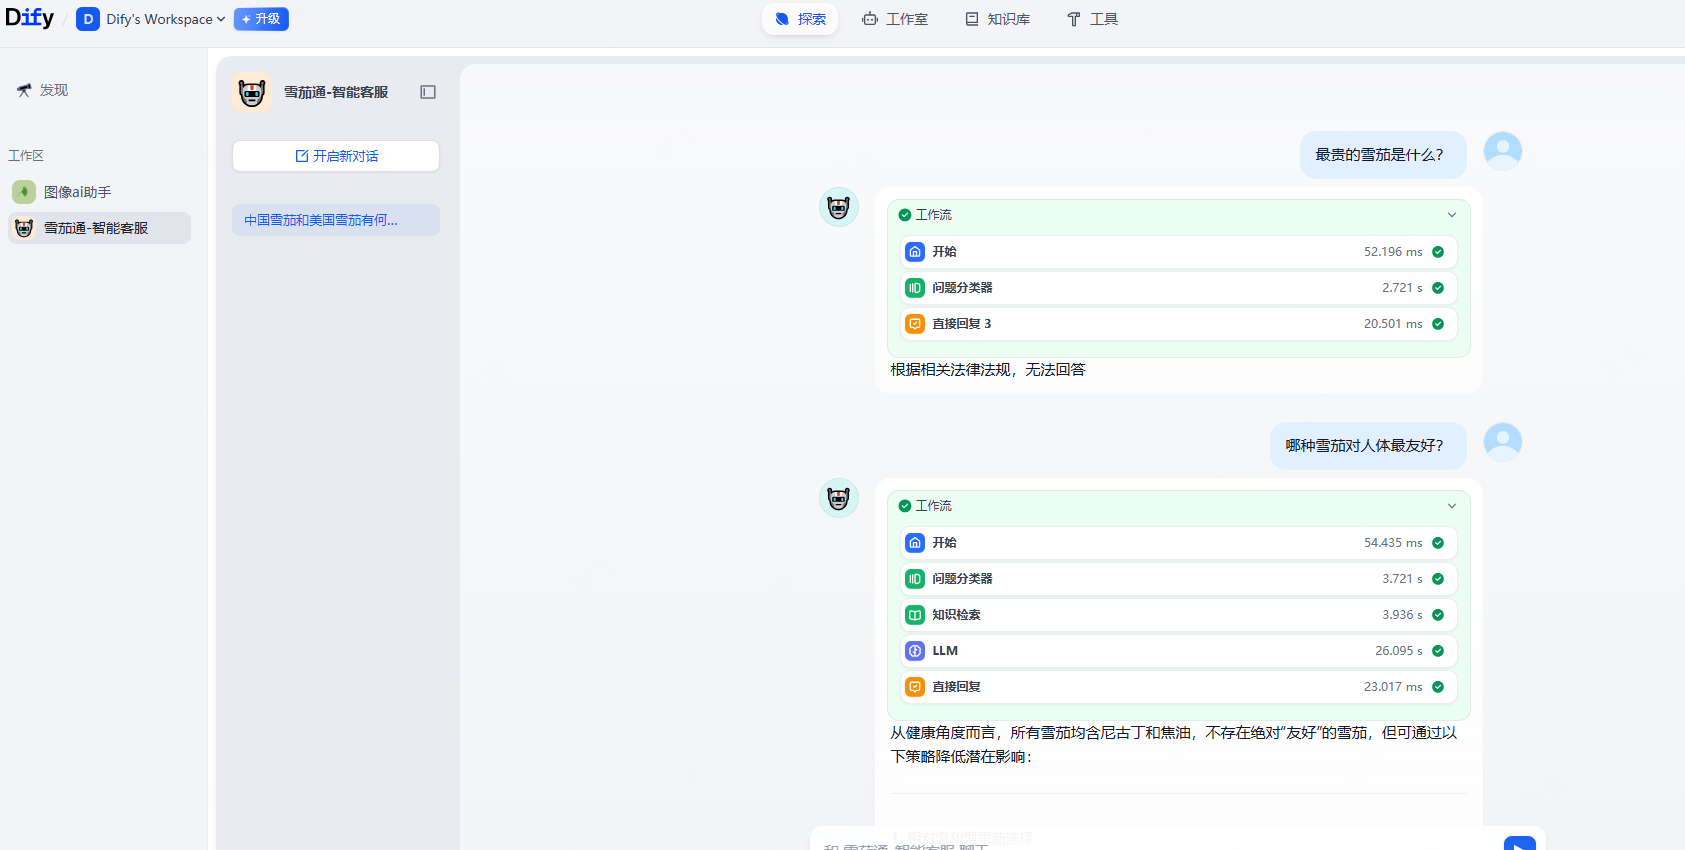 Dify / D Dify's Workspace 升级 探索 工作室 知识库 工具
发现
工作区
图像ai助手
雪茄通-智能客服
雪茄通-智能客服
开启新对话
中国雪茄和美国雪茄有何...
最贵的雪茄是什么?
工作流
开始 52.196 ms
问题分类器 2.721 s
直接回复 3 20.501 ms
根据相关法律法规，无法回答
哪种雪茄对人体最友好?
工作流
开始 54.435 ms
问题分类器 3.721 s
知识检索 3.936 s
LLM 26.095 s
直接回复 23.017 ms
从健康角度而言，所有雪茄均含尼古丁和焦油，不存在绝对“友好”的雪茄，但可通过以
下策略降低潜在影响：
和 雪茄通-智能客服 聊天